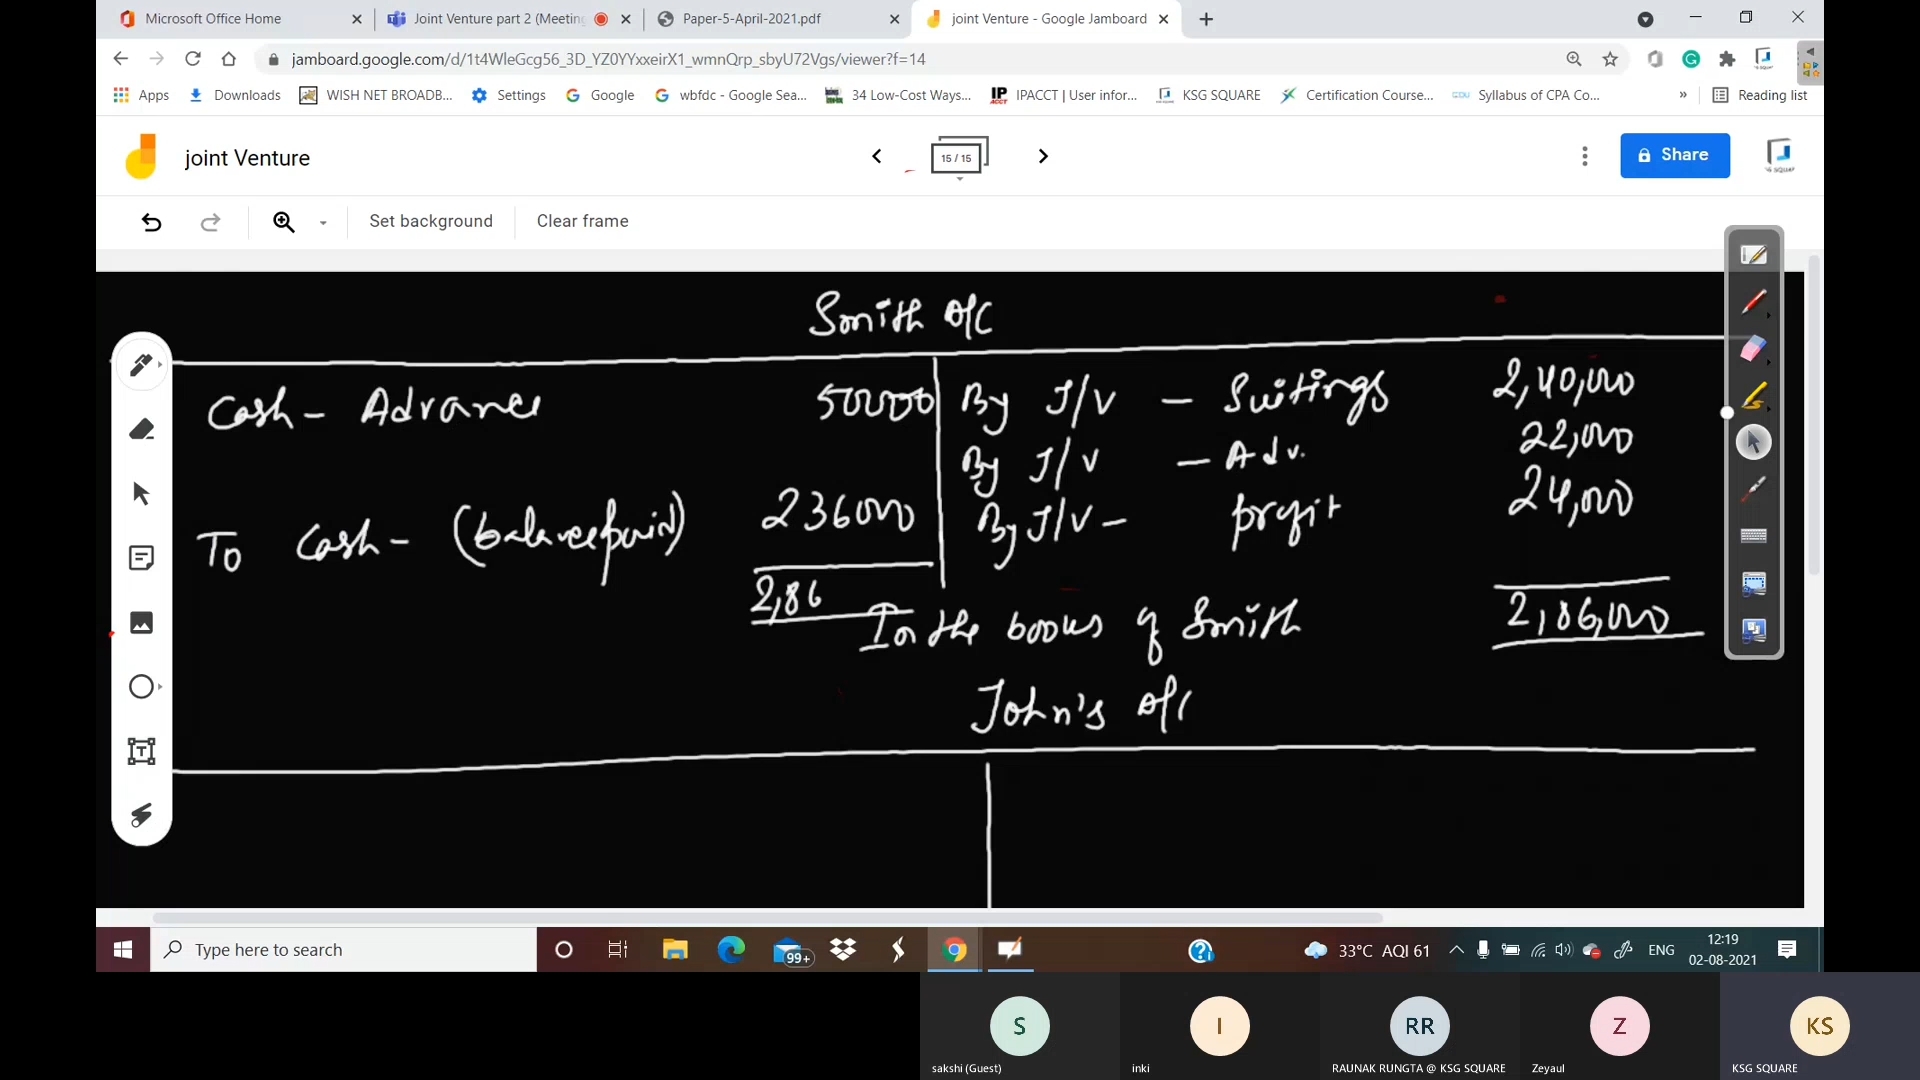 Microsoft Office Home
Joint Venture part 2 (Meetin
Paper-5-April-2021.pdf
joint Venture - Google Jamboard
jamboard.google.com/d/1t4WleGcg56_3D_YZ0YYxxeirX1_wmnQrp_sbyU72Vgs/viewer?f=14
Apps
Downloads
WISH NET BROADB...
Settings
Google
wbfdc - Google Sea...
34 Low-Cost Ways...
IP ACCT
IPACCT | User infor...
KSG SQUARE
Certification Course...
Syllabus of CPA Co...
»
Reading list
joint Venture
15 / 15
Share
Set background
Clear frame
Smith A/C
Cash - Advance 50000 By J/V - Suitings 2,40,000
By J/V - Adv. 22,000
To Cash - (balance paid) 236000 By J/V - profit 24,000
2,86 2,86,000
In the books of Smith
John's A/C
Type here to search
99+
33°C AQI 61
ENG
12:19
02-08-2021
S
I
RR
Z
KS
sakshi (Guest)
inki
RAUNAK RUNGTA @ KSG SQUARE
Zeyaul
KSG SQUARE